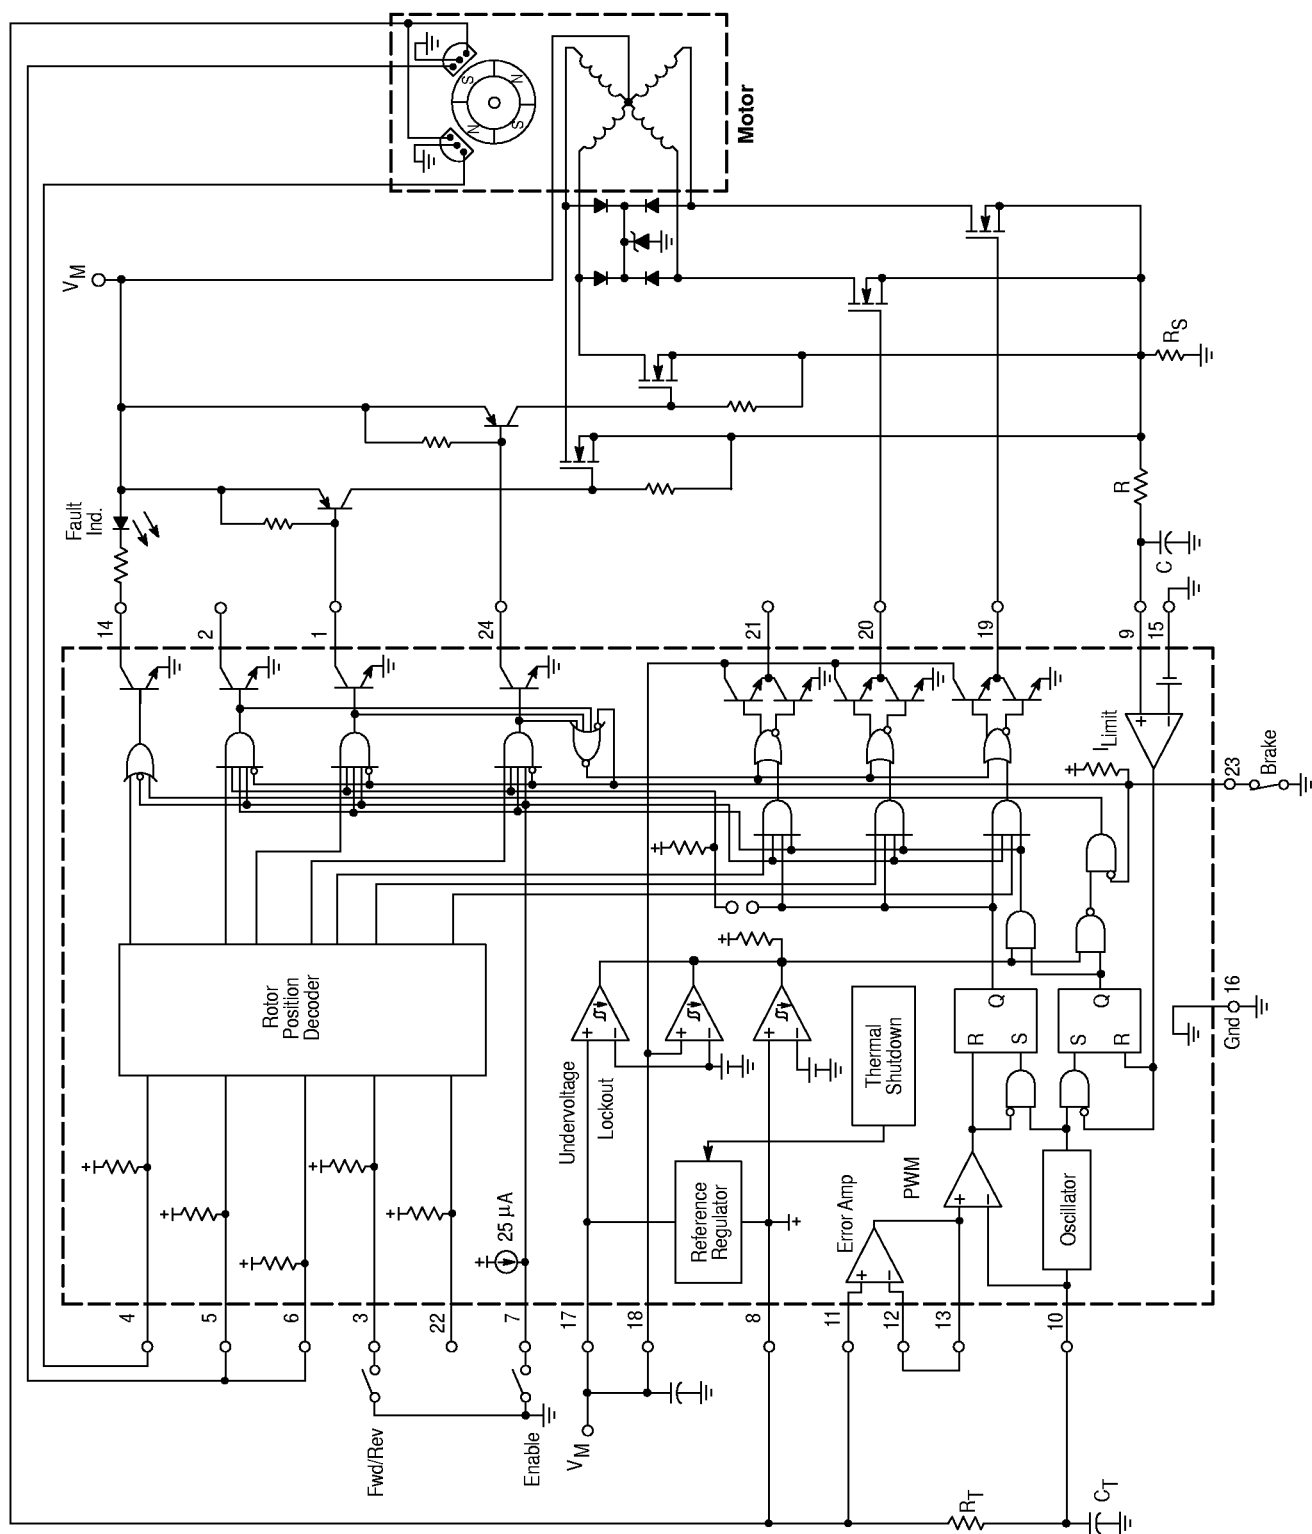 N
S
N
S
Motor
VM
RS
R
C
Fault
Ind.
14
2
1
24
21
20
19
9
15
ILimit
23
Brake
Rotor
Position
Decoder
Undervoltage
Lockout
Thermal
Shutdown
Reference
Regulator
25 µA
Error Amp
PWM
Oscillator
R
Q
S
S
Q
R
Gnd 16
4
5
6
3
22
7
17
18
8
11
12
13
10
Fwd/Rev
Enable
VM
RT
CT